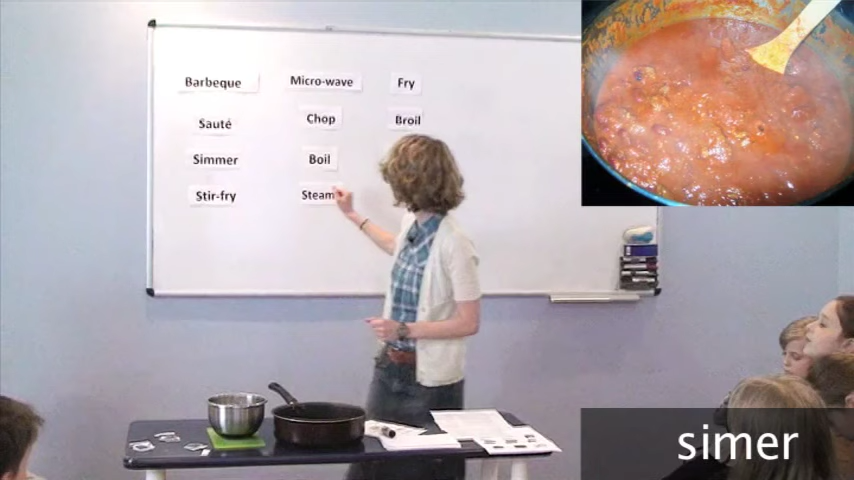 Barbeque Micro-wave Fry
Sauté Chop Broil
Simmer Boil
Stir-fry Steam
simer